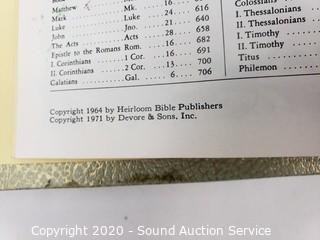 Matthew
Mark Mk. 16
Luke Luke 24 616
John Jno. 21 640
The Acts Acts 28 658
Epistle to the Romans Rom. 16 682
I Corinthians 1 Cor. 16 691
II Corinthians 2 Cor. 13 700
Galatians Gal. 6 706
Colossians
I. Thessalonians
II. Thessalonians
I. Timothy
II. Timothy
Titus
Philemon
Copyright 1964 by Heirloom Bible Publishers
Copyright 1971 by Devore & Sons, Inc.
Copyright 2020 - Sound Auction Service